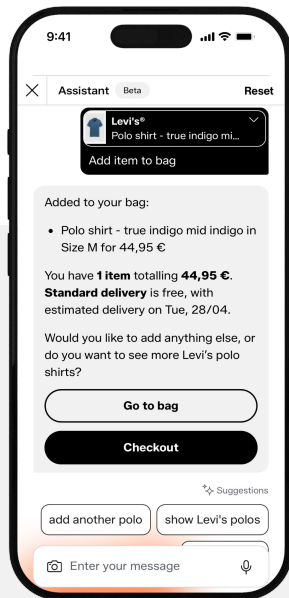 9:41
Assistant Beta Reset
Levi's®
Polo shirt - true indigo mi...
Add item to bag
Added to your bag:
• Polo shirt - true indigo mid indigo in
Size M for 44,95 €
You have 1 item totalling 44,95 €.
Standard delivery is free, with
estimated delivery on Tue, 28/04.
Would you like to add anything else, or
do you want to see more Levi's polo
shirts?
Go to bag
Checkout
Suggestions
add another polo show Levi's polos
Enter your message